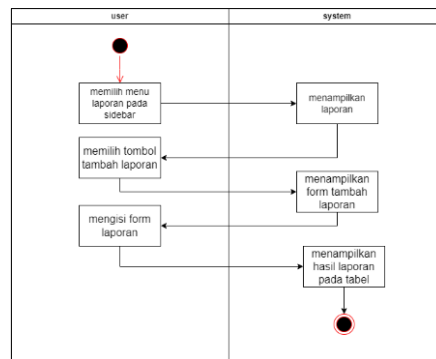 user
system
memilih menu
laporan pada
sidebar
menampilkan
laporan
memilih tombol
tambah laporan
menampilkan
form tambah
laporan
mengisi form
laporan
menampilkan
hasil laporan
pada tabel